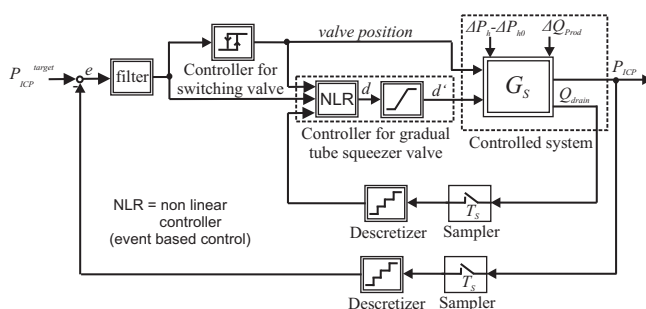 ΔP_h-ΔP_h0
ΔQ_Prod
valve position
P_ICP^target
e
filter
Controller for
switching valve
NLR
d
d'
G_S
P_ICP
Q_drain
Controller for gradual
tube squeezer valve
Controlled system
NLR = non linear
controller
(event based control)
T_S
Descretizer
Sampler
T_S
Descretizer
Sampler